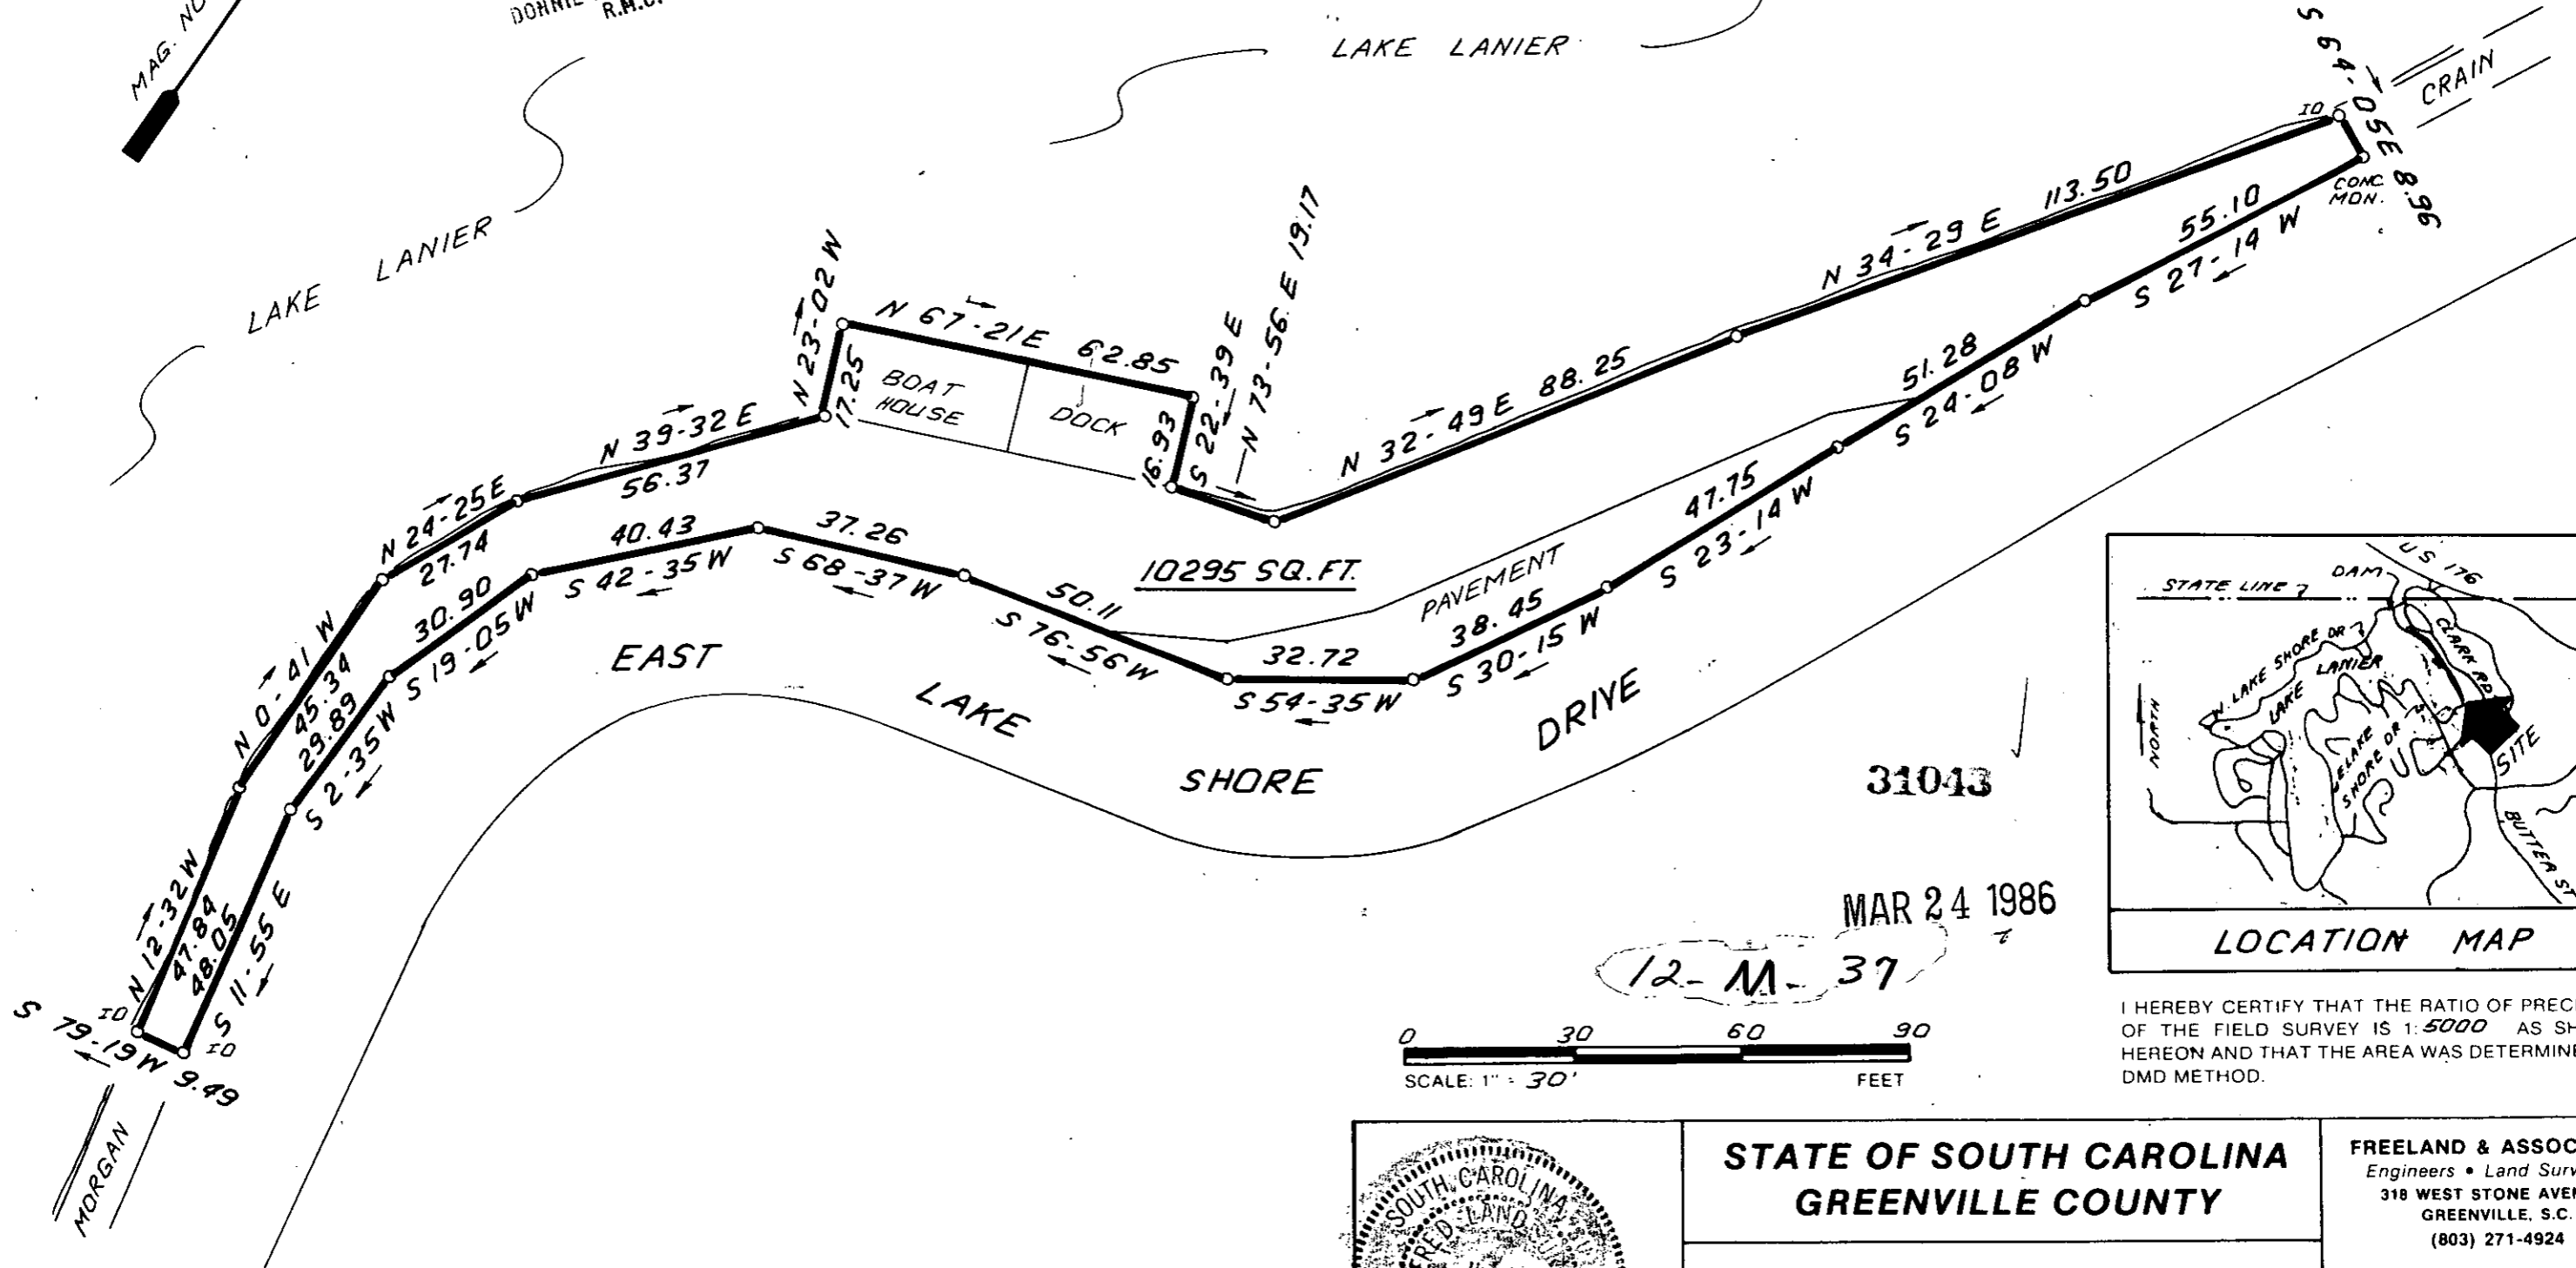 MAG. NO
R.M.C.
LAKE LANIER
LAKE LANIER
S 64-05 E 8.96
CRAIN
IO
CONC.
MON.
N 34-29 E 113.50
55.10
S 27-14 W
N 23-02 W
17.25
N 67-21 E 62.85
BOAT
HOUSE
DOCK
16.93
S 22-39 E
N 73-56 E 19.17
N 32-49 E 88.25
51.28
S 24-08 W
N 39-32 E
56.37
N 24-25 E
27.74
40.43
S 42-35 W
37.26
S 68-37 W
10295 SQ.FT.
PAVEMENT
47.75
S 23-14 W
50.11
S 76-56 W
32.72
S 54-35 W
38.45
S 30-15 W
30.90
S 19-05 W
N 0-41 W
45.34
29.89
S 2-35 W
EAST
LAKE
SHORE
DRIVE
N 12-32 W
47.84
48.05
S 11-55 E
IO
IO
S 79-19 W 9.49
MORGAN
31043
MAR 24 1986
12-M-37
0 30 60 90
SCALE: 1" = 30' FEET
US 176
STATE LINE
DAM
CLARK RD
W. LAKE SHORE DR
LAKE LANIER
E. LAKE
SHORE DR
NORTH
SITE
BUTTER ST
LOCATION MAP
I HEREBY CERTIFY THAT THE RATIO OF PRECI
OF THE FIELD SURVEY IS 1: 5000 AS SH
HEREON AND THAT THE AREA WAS DETERMINE
DMD METHOD.
SOUTH CAROLINA
LAND
STATE OF SOUTH CAROLINA
GREENVILLE COUNTY
FREELAND & ASSOC
Engineers • Land Surv
318 WEST STONE AVEN
GREENVILLE, S.C.
(803) 271-4924